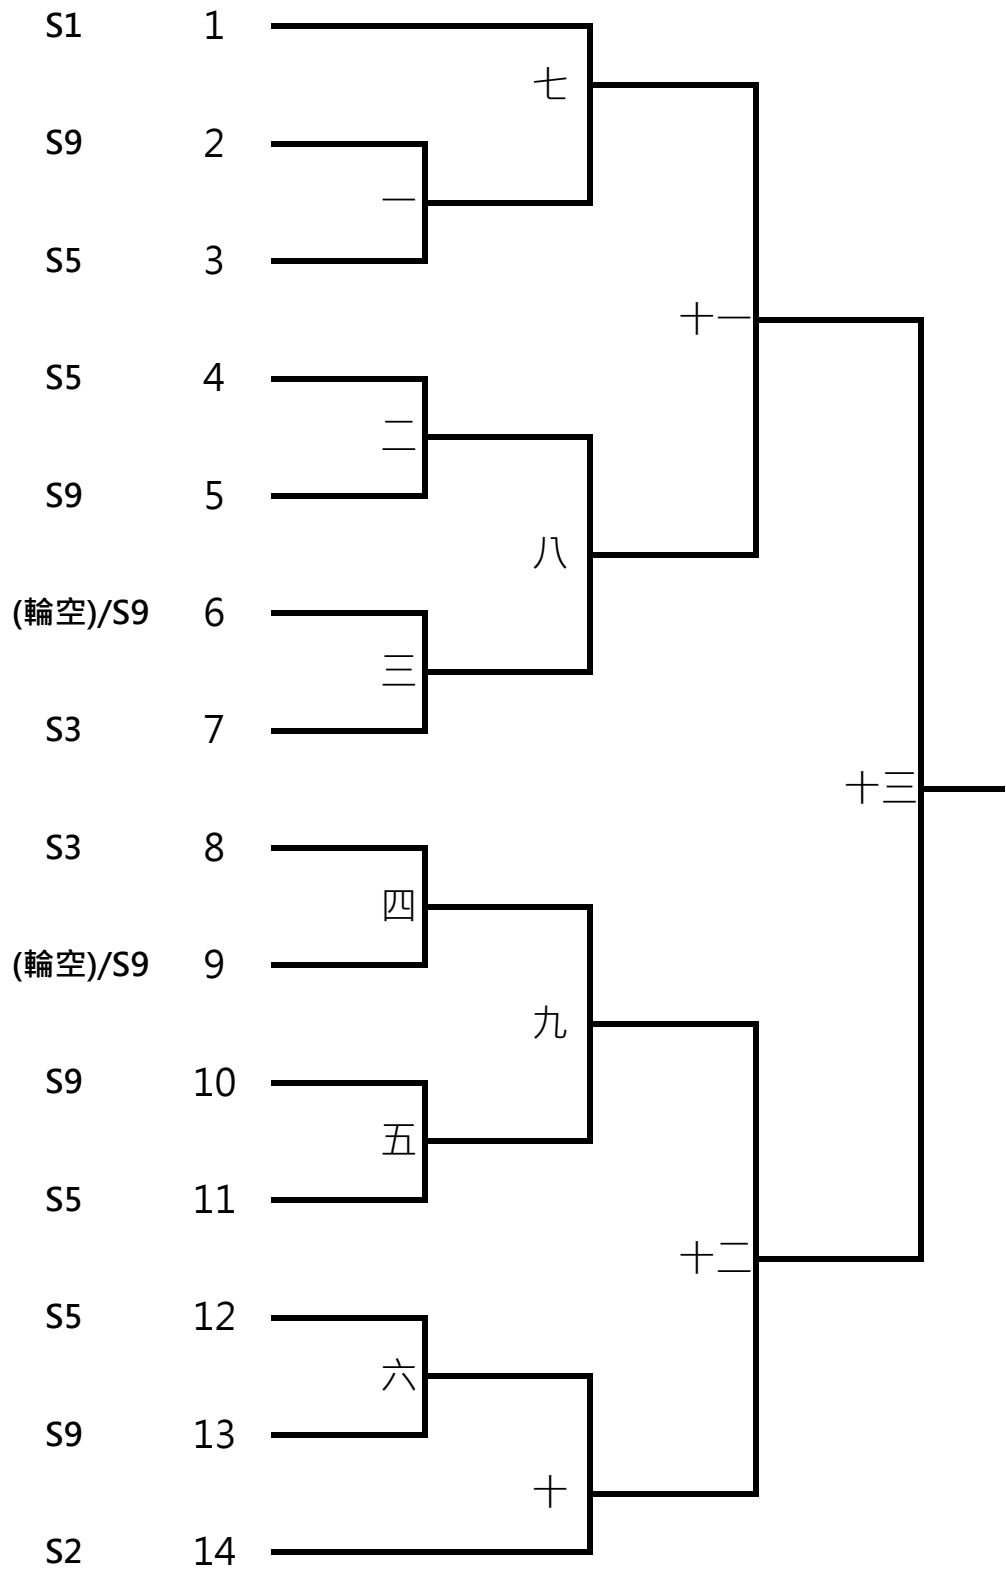 S1 1
七
S9 2
一
S5 3
十一
S5 4
二
S9 5
八
(輪空)/S9 6
三
S3 7
十三
S3 8
四
(輪空)/S9 9
九
S9 10
五
S5 11
十二
S5 12
六
S9 13
十
S2 14